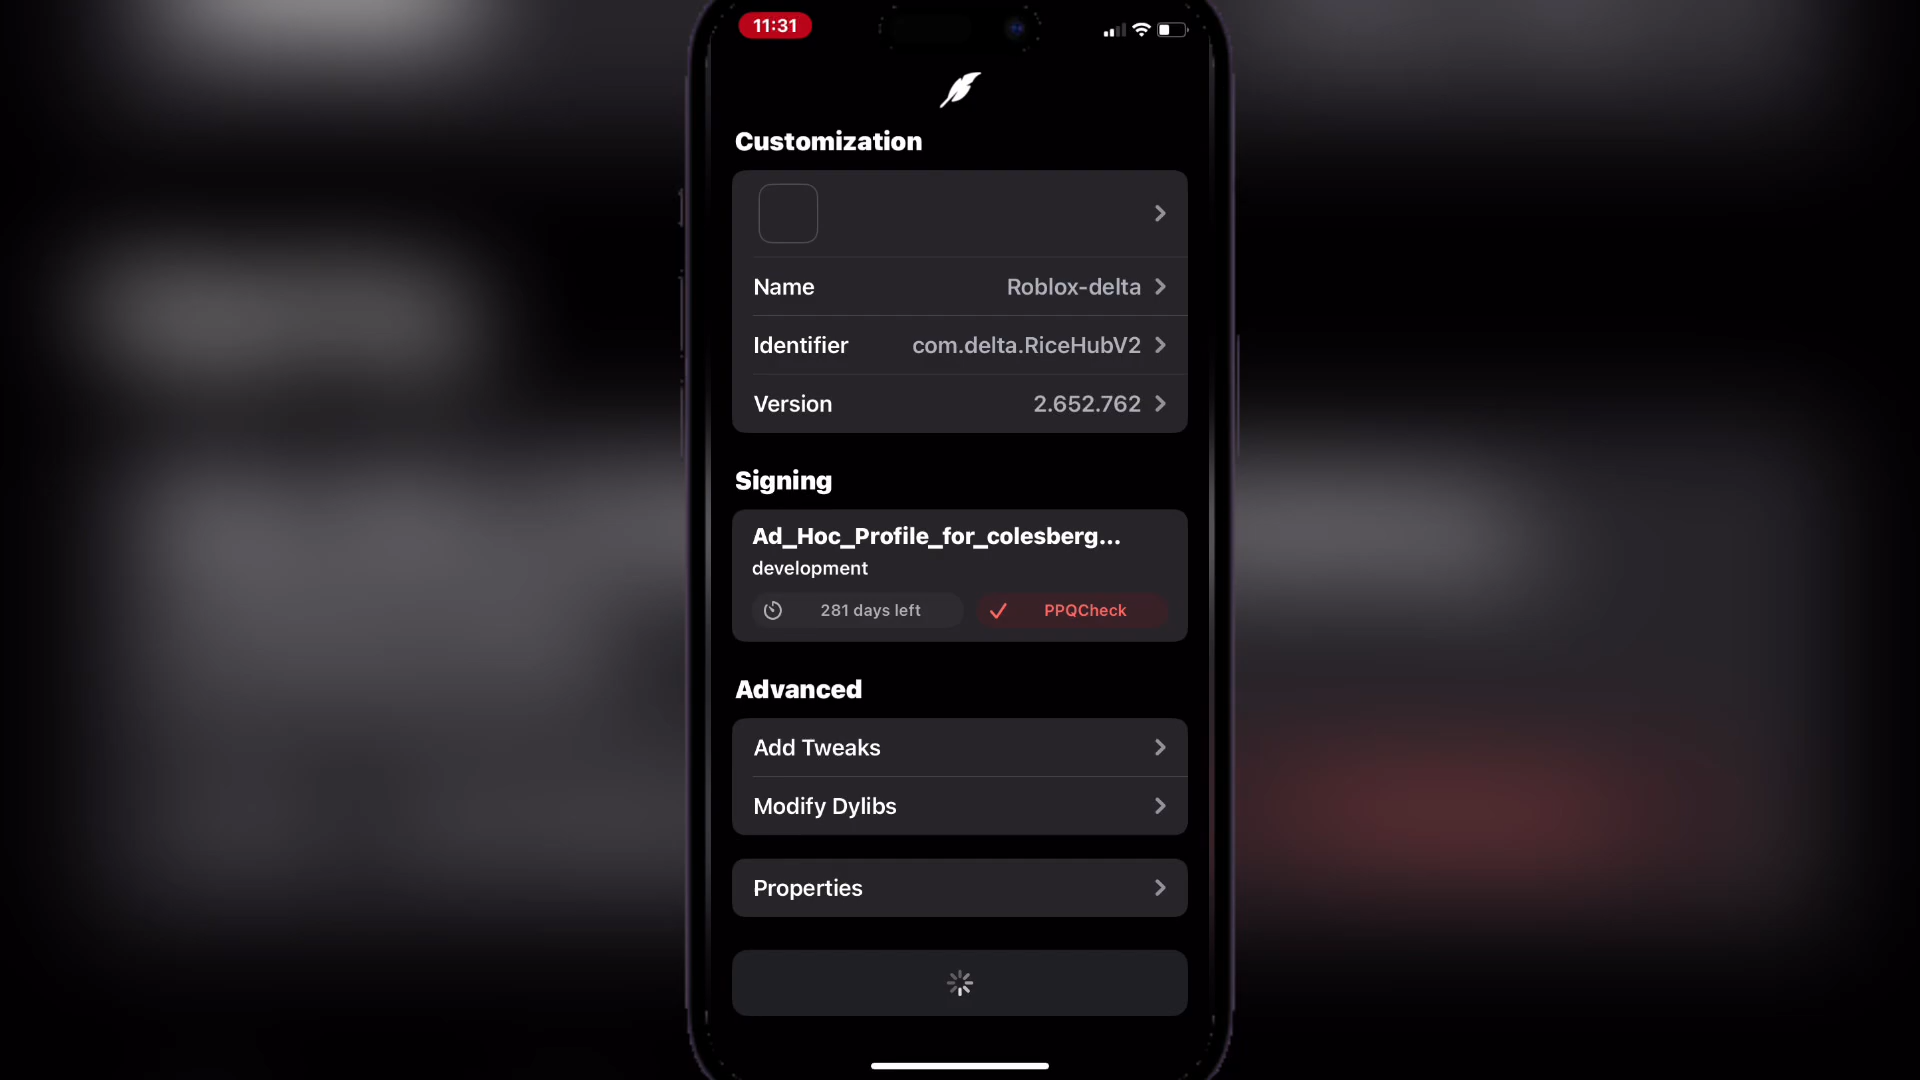 11:31
Customization
Name Roblox-delta
Identifier com.delta.RiceHubV2
Version 2.652.762
Signing
Ad_Hoc_Profile_for_colesberg...
development
281 days left PPQCheck
Advanced
Add Tweaks
Modify Dylibs
Properties